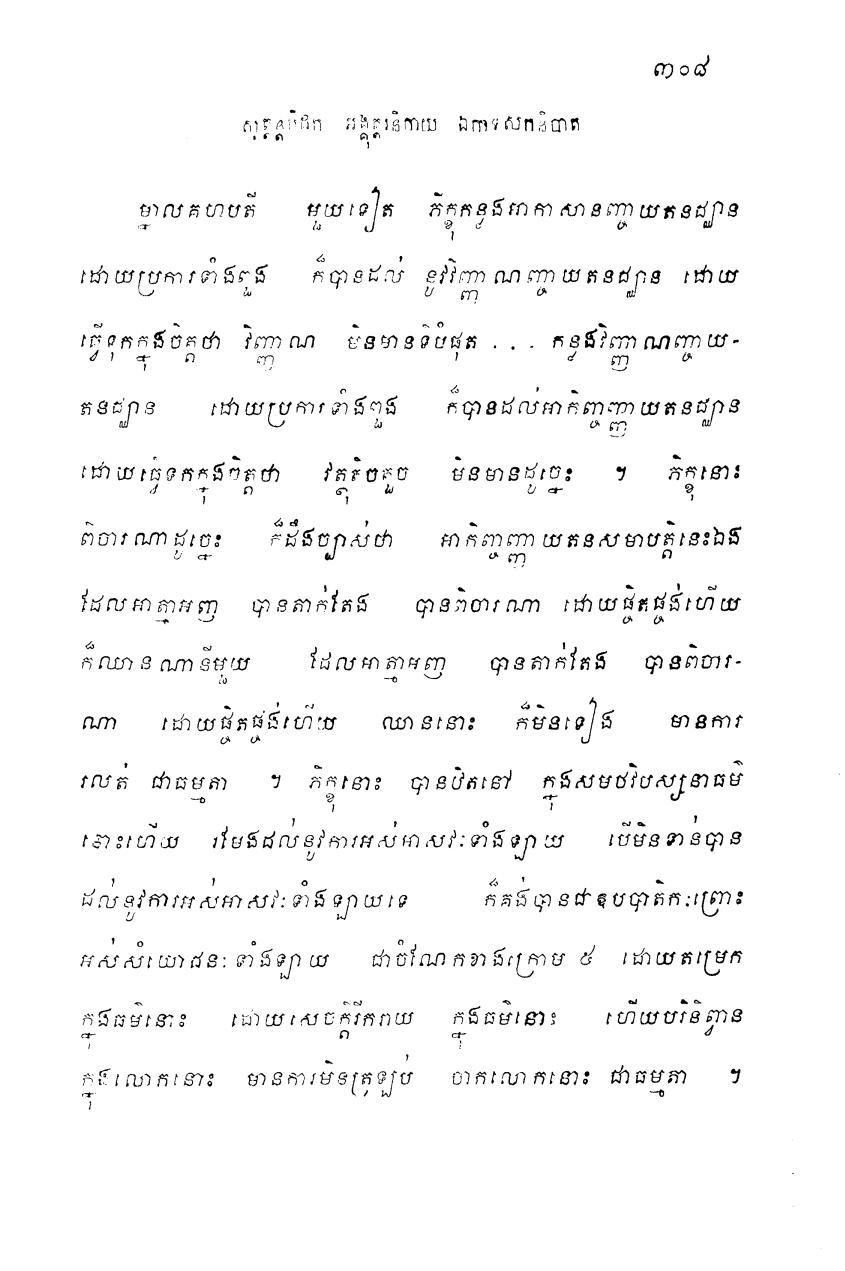 ៣០៨
សុត្តន្តបិដក អង្គុត្តរនិកាយ ឯកាទសកនិបាត
ម្នាលគហបតី មួយទៀត ភិក្ខុកន្លងអាកាសានញ្ចាយតនជ្ឈាន
ដោយប្រការទាំងពួង ក៏បានដល់ នូវវិញ្ញាណញ្ចាយតនជ្ឈាន ដោយ
ធ្វើទុកក្នុងចិត្តថា វិញ្ញាណ មិនមានទីបំផុត . . . កន្លងវិញ្ញាណញ្ចាយ-
តនជ្ឈាន ដោយប្រការទាំងពួង ក៏បានដល់អាកិញ្ចញ្ញាយតនជ្ឈាន
ដោយធ្វើទុកក្នុងចិត្តថា វត្ថុតិចតួច មិនមានដូច្នេះ ។ ភិក្ខុនោះ
ពិចារណាដូច្នេះ ក៏ដឹងច្បាស់ថា អាកិញ្ចញ្ញាយតនសមាបត្តិនេះឯង
ដែលអាត្មាអញ បានតាក់តែង បានពិចារណា ដោយផ្ចិតផ្ចង់ហើយ
ក៏ឈានណានីមួយ ដែលអាត្មាអញ បានតាក់តែង បានពិចារ-
ណា ដោយផ្ចិតផ្ចង់ហើយ ឈាននោះ ក៏មិនទៀង មានការ
រលត់ ជាធម្មតា ។ ភិក្ខុនោះ បានឋិតនៅ ក្នុងសមថវិបស្សនាធម៌
នោះហើយ រមែងដល់នូវការអស់អាសវៈទាំងឡាយ បើមិនទាន់បាន
ដល់នូវការអស់អាសវៈទាំងឡាយទេ ក៏គង់បានជាឧបបាតិកៈព្រោះ
អស់សំយោជនៈទាំងឡាយ ជាចំណែកខាងក្រោម ៥ ដោយតម្រេក
ក្នុងធម៌នោះ ដោយសេចក្តីរីករាយ ក្នុងធម៌នោះ ហើយបរិនិព្វាន
ក្នុងលោកនោះ មានការមិនត្រឡប់ ចាកលោកនោះ ជាធម្មតា ។